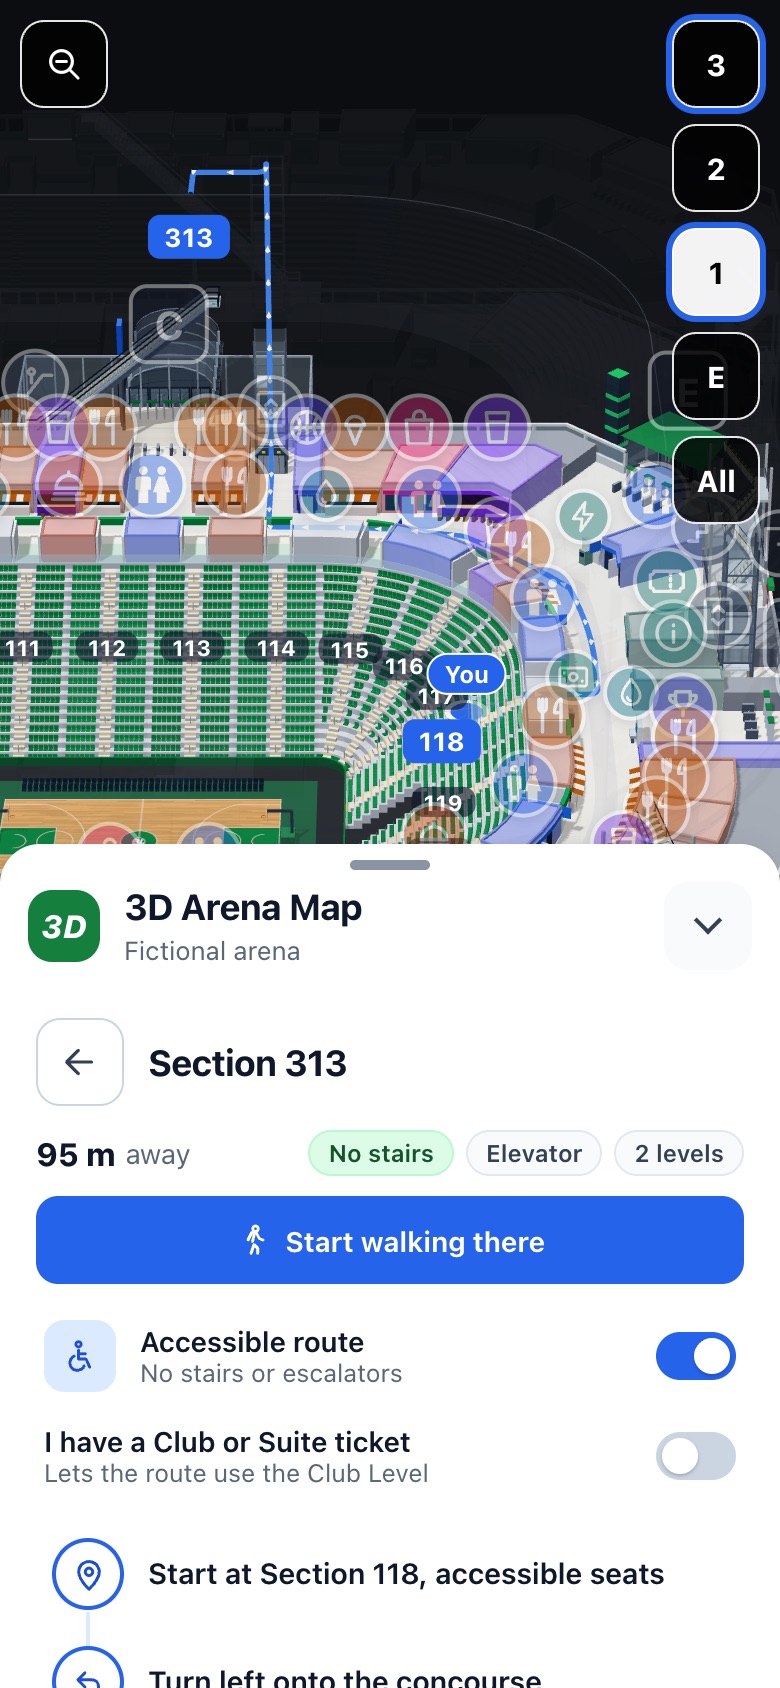 3
2
1
E
All
313
C
E
111
112
113
114
115
116
You
117
118
119
3D
3D Arena Map
Fictional arena
Section 313
95 m away
No stairs
Elevator
2 levels
Start walking there
Accessible route
No stairs or escalators
I have a Club or Suite ticket
Lets the route use the Club Level
Start at Section 118, accessible seats
Turn left onto the concourse